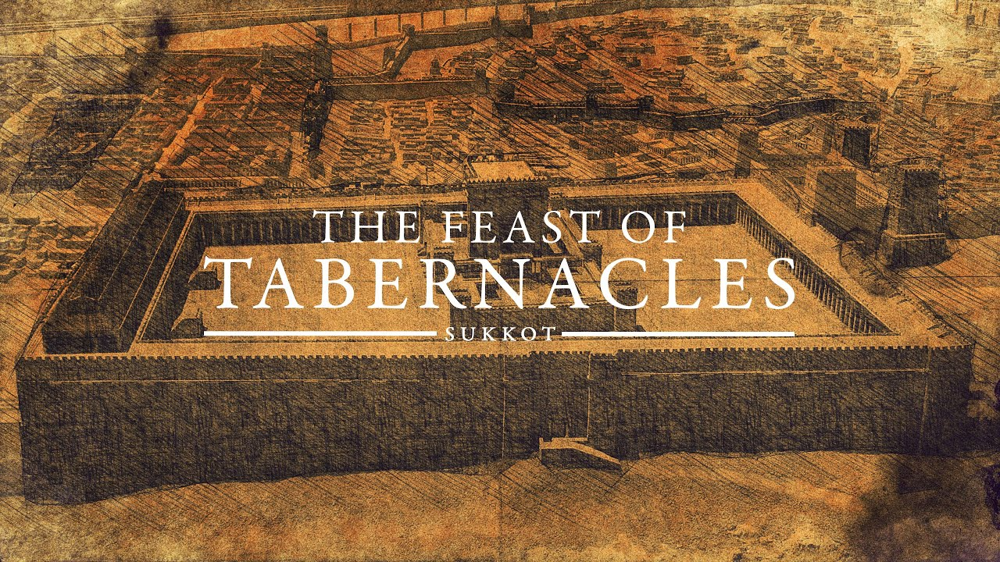 THE FEAST OF
TABERNACLES
SUKKOT